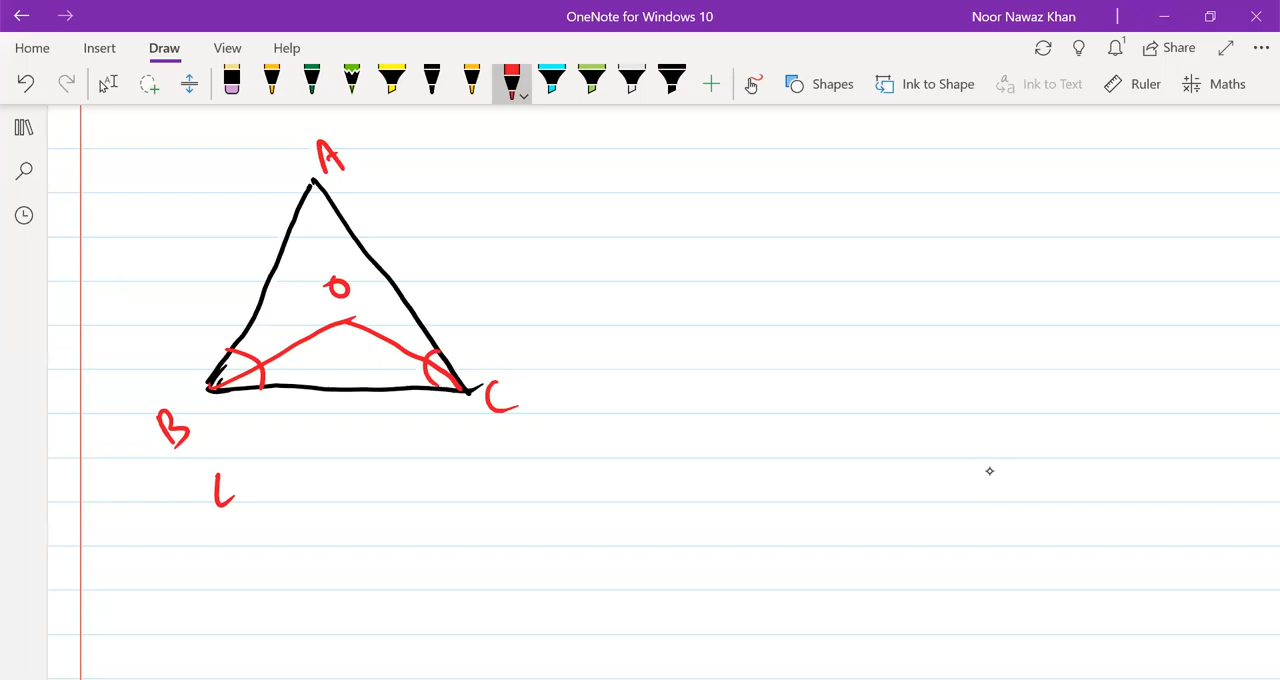 OneNote for Windows 10
Noor Nawaz Khan
Home Insert Draw View Help
1 Share
Shapes Ink to Shape Ink to Text Ruler Maths
A
O
B
C
L